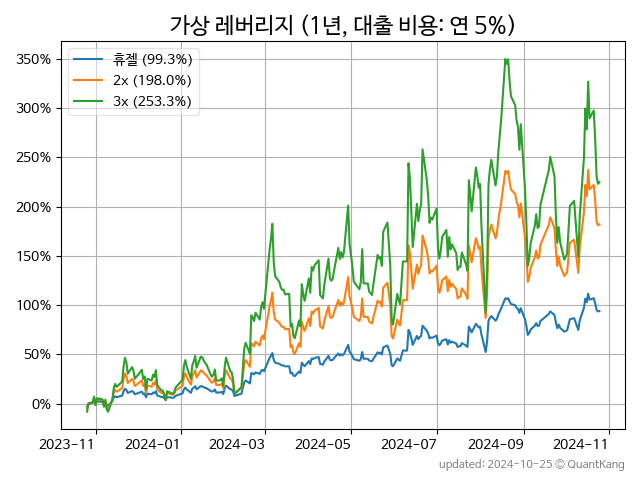 가상 레버리지 (1년, 대출 비용: 연 5%)
휴젤 (99.3%)
2x (198.0%)
3x (253.3%)
350%
300%
250%
200%
150%
100%
50%
0%
2023-11 2024-01 2024-03 2024-05 2024-07 2024-09 2024-11
updated: 2024-10-25 © QuantKang